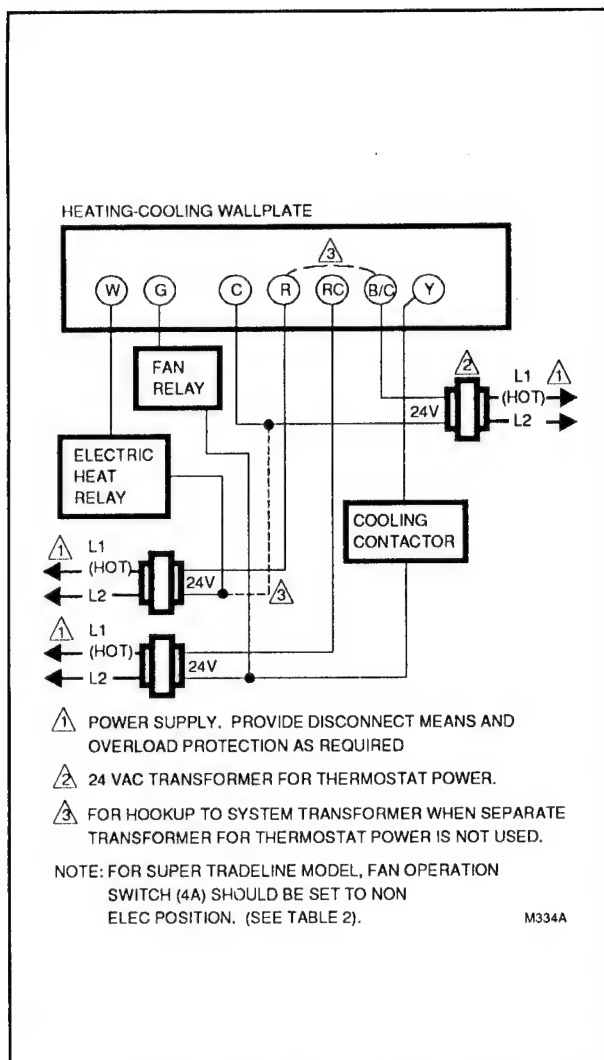 HEATING-COOLING WALLPLATE
3
W G C R RC B/C Y
FAN
RELAY
2
L1 1
(HOT)
24V
L2
ELECTRIC
HEAT
RELAY
COOLING
CONTACTOR
1 L1
(HOT)
24V
L2
3
1 L1
(HOT)
24V
L2
1 POWER SUPPLY. PROVIDE DISCONNECT MEANS AND
OVERLOAD PROTECTION AS REQUIRED
2 24 VAC TRANSFORMER FOR THERMOSTAT POWER.
3 FOR HOOKUP TO SYSTEM TRANSFORMER WHEN SEPARATE
TRANSFORMER FOR THERMOSTAT POWER IS NOT USED.
NOTE: FOR SUPER TRADELINE MODEL, FAN OPERATION
SWITCH (4A) SHOULD BE SET TO NON
ELEC POSITION. (SEE TABLE 2).
M334A